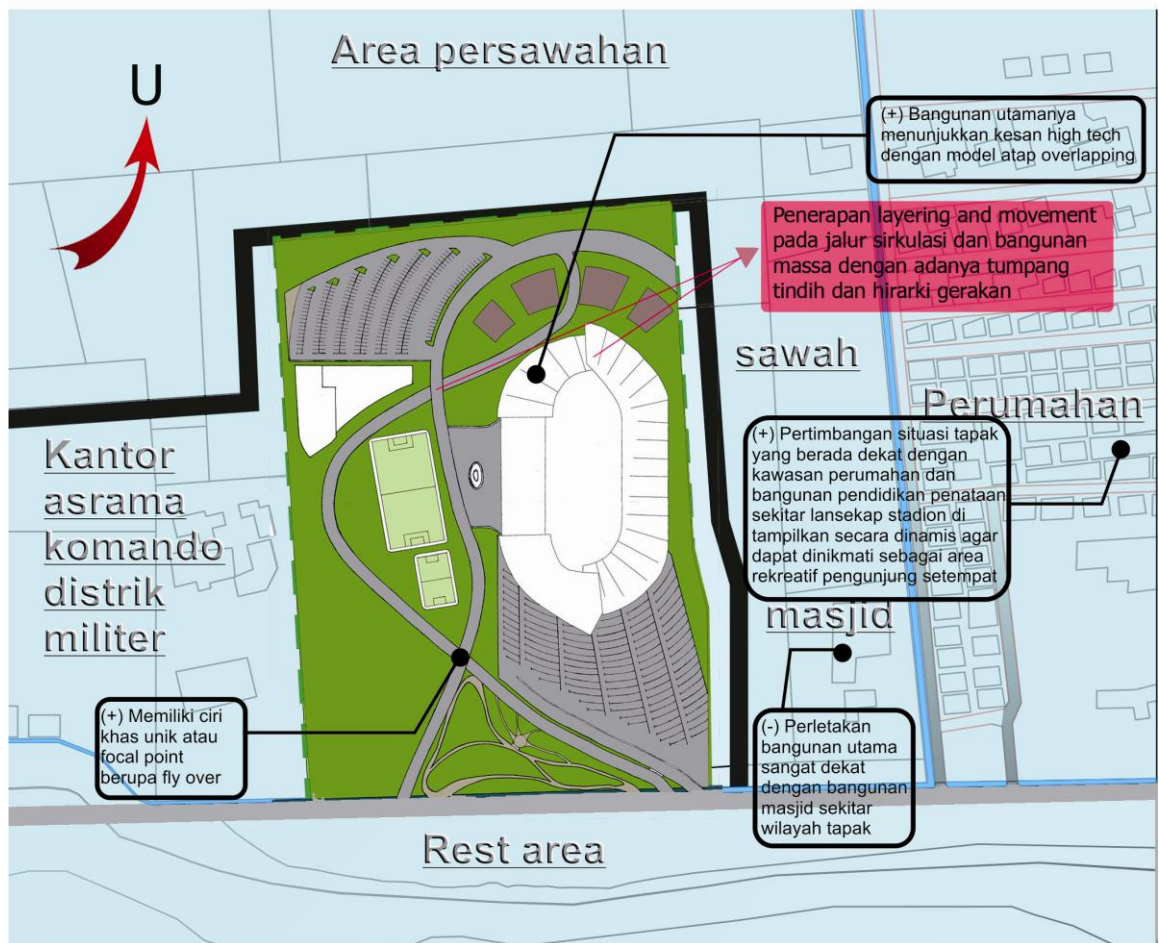 Area persawahan
U
(+) Bangunan utamanya
menunjukkan kesan high tech
dengan model atap overlapping
Penerapan layering and movement
pada jalur sirkulasi dan bangunan
massa dengan adanya tumpang
tindih dan hirarki gerakan
sawah
Perumahan
(+) Pertimbangan situasi tapak
yang berada dekat dengan
kawasan perumahan dan
bangunan pendidikan penataan
sekitar lansekap stadion di
tampilkan secara dinamis agar
dapat dinikmati sebagai area
rekreatif pengunjung setempat
Kantor
asrama
komando
distrik
militer
masjid
(+) Memiliki ciri
khas unik atau
focal point
berupa fly over
(-) Perletakan
bangunan utama
sangat dekat
dengan bangunan
masjid sekitar
wilayah tapak
Rest area